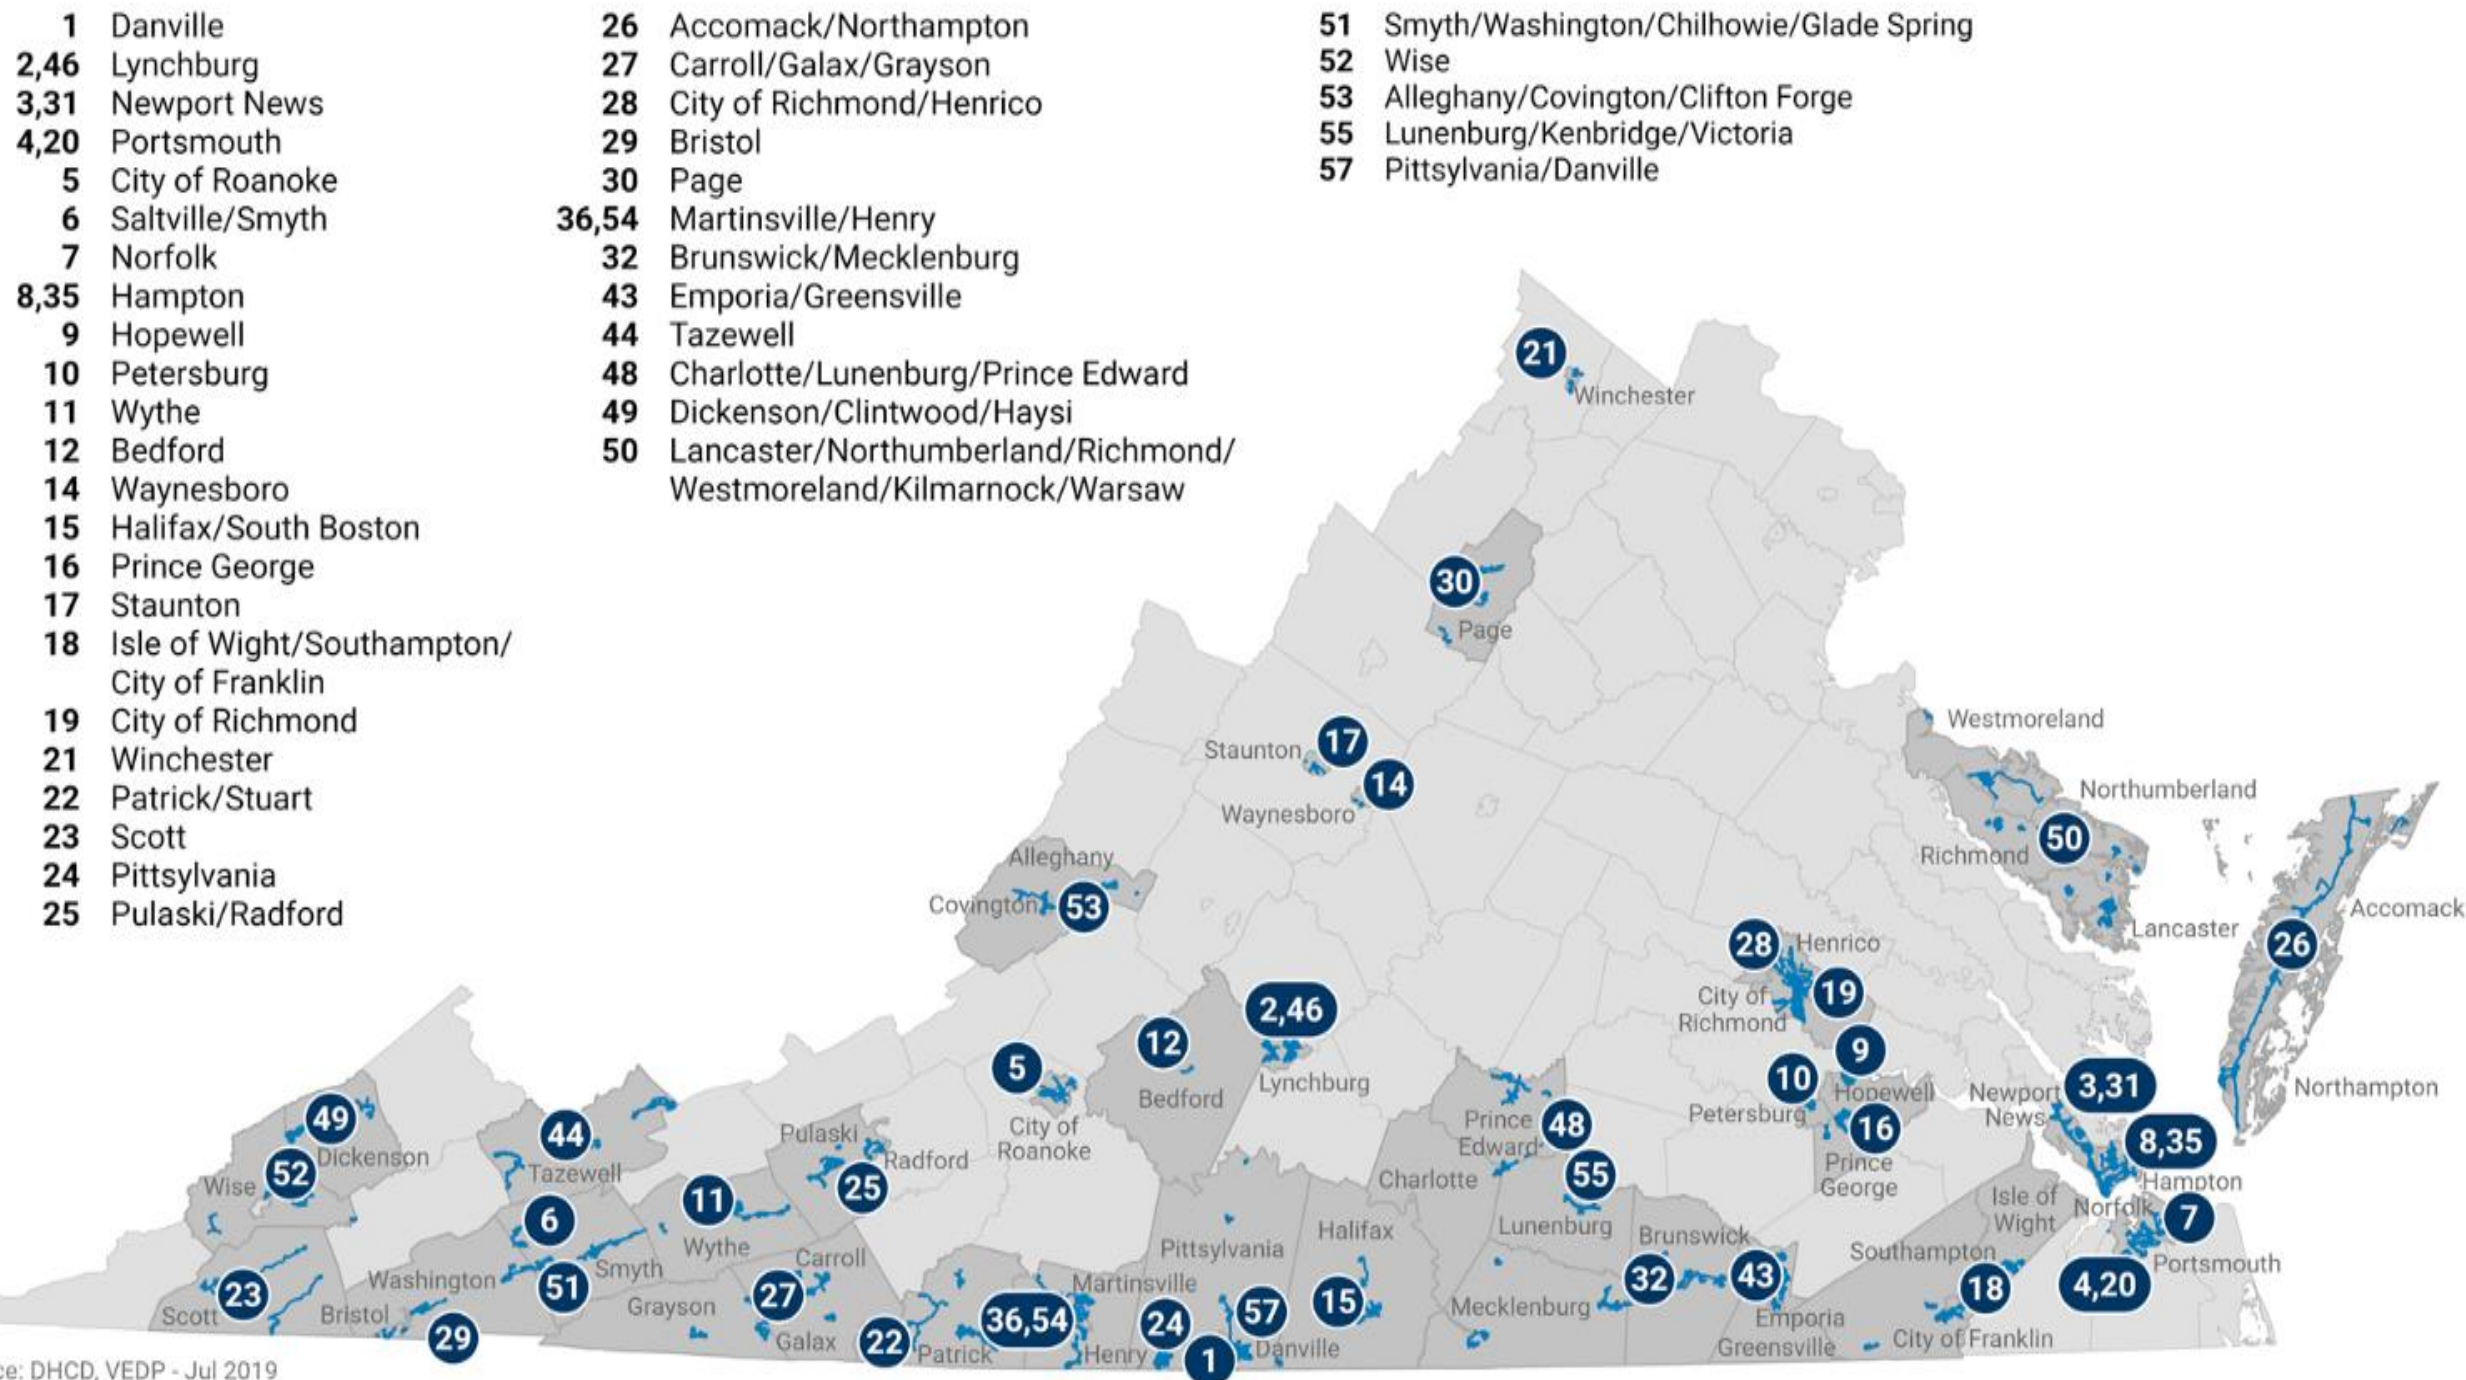 1 Danville
2,46 Lynchburg
3,31 Newport News
4,20 Portsmouth
5 City of Roanoke
6 Saltville/Smyth
7 Norfolk
8,35 Hampton
9 Hopewell
10 Petersburg
11 Wythe
12 Bedford
14 Waynesboro
15 Halifax/South Boston
16 Prince George
17 Staunton
18 Isle of Wight/Southampton/
City of Franklin
19 City of Richmond
21 Winchester
22 Patrick/Stuart
23 Scott
24 Pittsylvania
25 Pulaski/Radford
26 Accomack/Northampton
27 Carroll/Galax/Grayson
28 City of Richmond/Henrico
29 Bristol
30 Page
36,54 Martinsville/Henry
32 Brunswick/Mecklenburg
43 Emporia/Greensville
44 Tazewell
48 Charlotte/Lunenburg/Prince Edward
49 Dickenson/Clintwood/Haysi
50 Lancaster/Northumberland/Richmond/
Westmoreland/Kilmarnock/Warsaw
51 Smyth/Washington/Chilhowie/Glade Spring
52 Wise
53 Alleghany/Covington/Clifton Forge
55 Lunenburg/Kenbridge/Victoria
57 Pittsylvania/Danville
21
Winchester
30
Page
Westmoreland
Staunton
17
14
Waynesboro
Northumberland
50
Richmond
Lancaster
Accomack
26
Northampton
Alleghany
Covington
53
28
Henrico
19
City of
Richmond
9
10
Hopewell
Petersburg
16
Prince
George
Newport
News
3,31
8,35
Hampton
Norfolk
7
Portsmouth
4,20
Isle of
Wight
Southampton
18
City of Franklin
2,46
Lynchburg
12
Bedford
5
City of
Roanoke
Prince
Edward
48
55
Charlotte
Lunenburg
Brunswick
32
43
Mecklenburg
Emporia
Greensville
Halifax
15
Pittsylvania
57
24
1
Danville
Martinsville
36,54
Henry
22
Patrick
49
Dickenson
52
Wise
44
Tazewell
Pulaski
Radford
25
11
Wythe
6
Smyth
51
Washington
Carroll
27
Grayson
Galax
23
Scott
Bristol
29
ce: DHCD, VEDP - Jul 2019